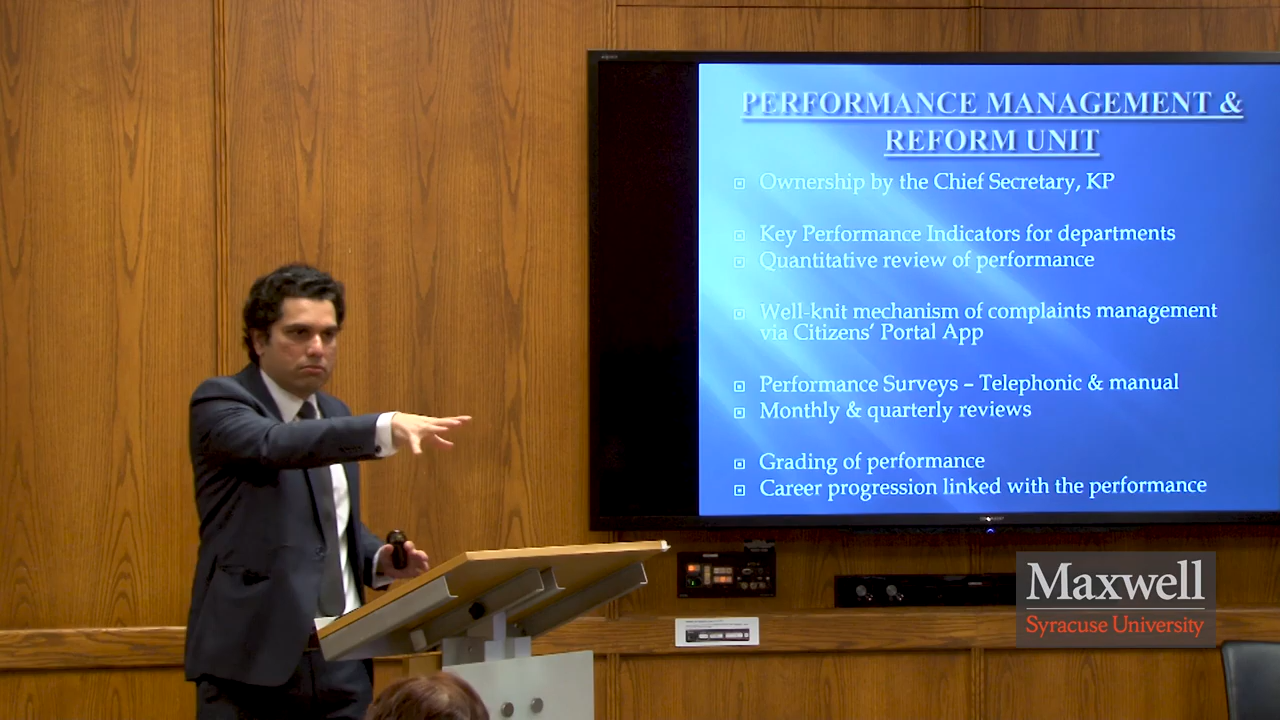 PERFORMANCE MANAGEMENT &
REFORM UNIT
Ownership by the Chief Secretary, KP
Key Performance Indicators for departments
Quantitative review of performance
Well-knit mechanism of complaints management
via Citizens' Portal App
Performance Surveys – Telephonic & manual
Monthly & quarterly reviews
Grading of performance
Career progression linked with the performance
Maxwell
Syracuse University